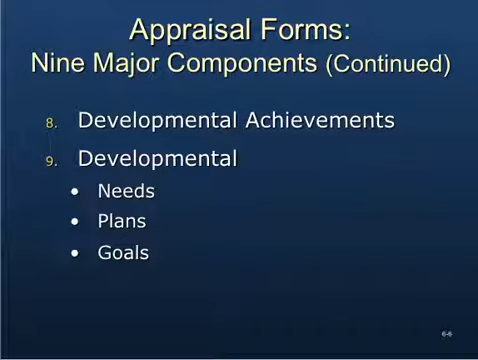 Appraisal Forms:
Nine Major Components (Continued)
8. Developmental Achievements
9. Developmental
• Needs
• Plans
• Goals
6-6